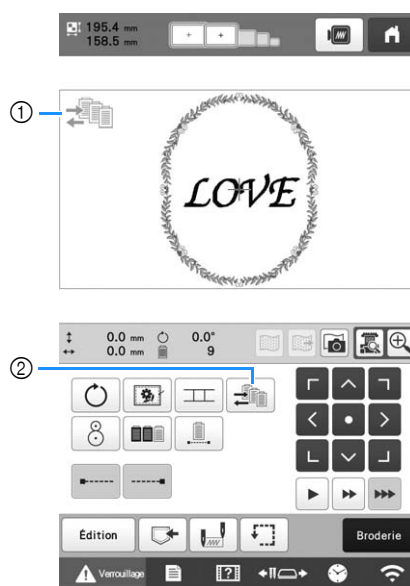 195.4 mm
158.5 mm
①
LOVE
0.0 mm 0.0°
0.0 mm 9
②
Édition
Broderie
Verrouillage